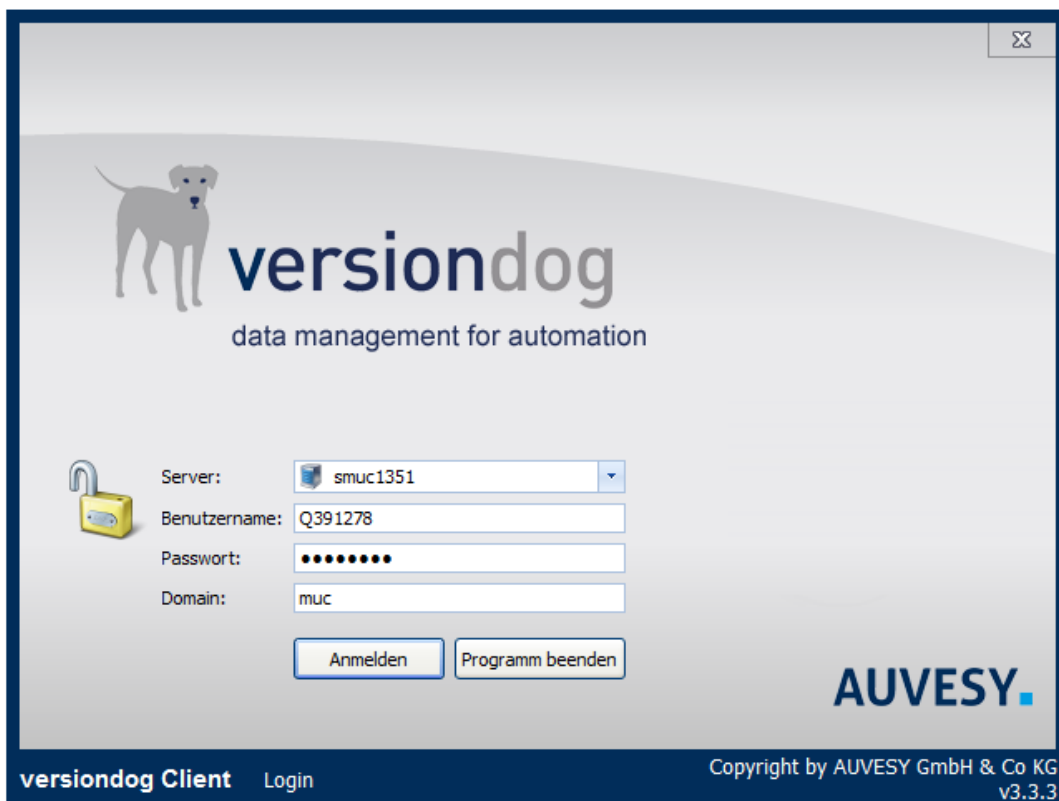 versiondog
data management for automation
Server: smuc1351
Benutzername: Q391278
Passwort: ••••••••
Domain: muc
Anmelden Programm beenden
AUVESY.
versiondog Client Login Copyright by AUVESY GmbH & Co KG
v3.3.3